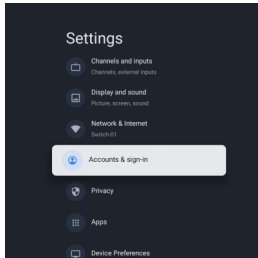 Settings
Channels and inputs
Channels, external inputs
Display and sound
Picture, screen, sound
Network & Internet
Switch-01
Accounts & sign-in
Privacy
Apps
Device Preferences